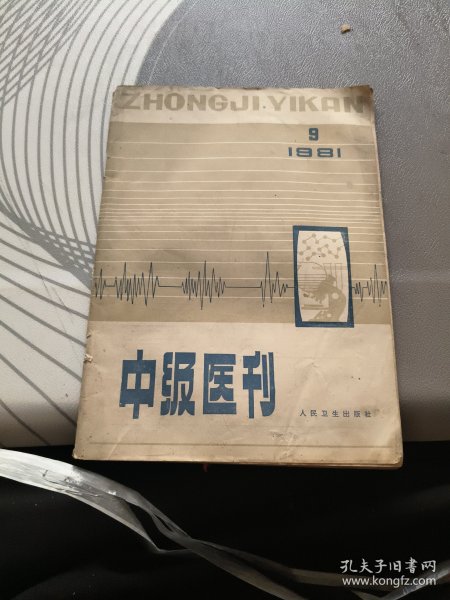 ZHONGJI·YIKAN
9
1981
中级医刊
人民卫生出版社
孔夫子旧书网
www.kongfz.com